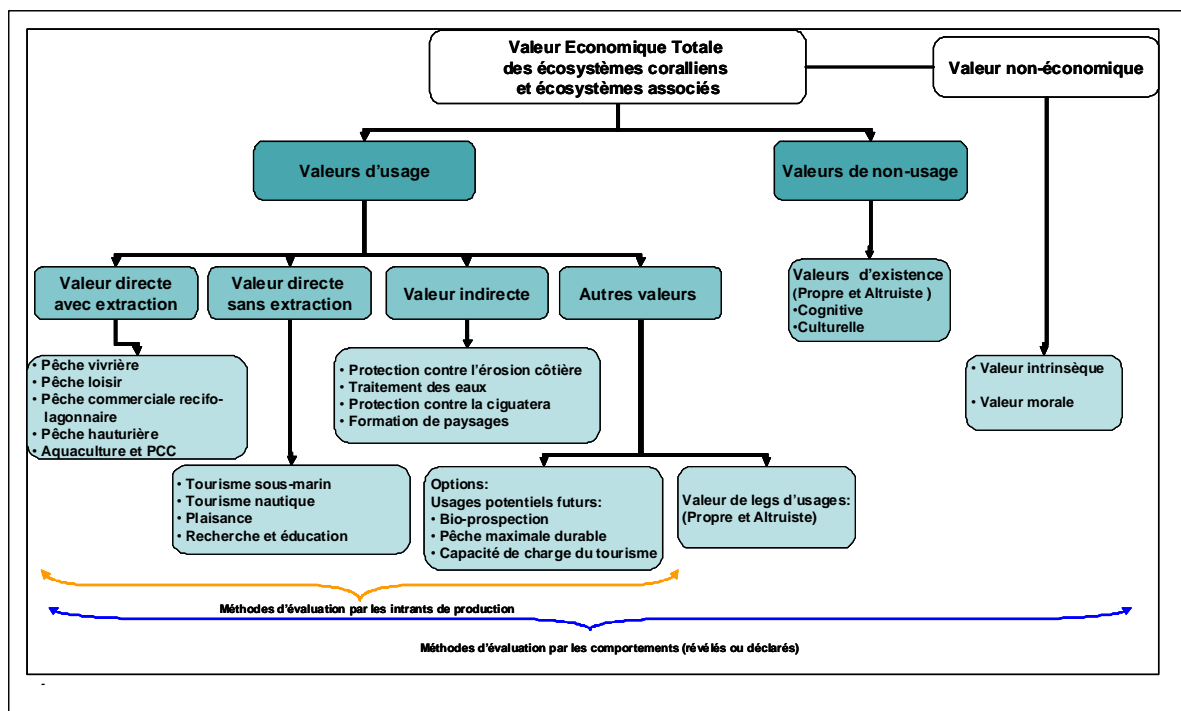 Valeur Economique Totale
des écosystèmes coralliens
et écosystèmes associés
Valeur non-économique
Valeurs d'usage
Valeurs de non-usage
Valeur directe
avec extraction
Valeur directe
sans extraction
Valeur indirecte
Autres valeurs
Valeurs d'existence
(Propre et Altruiste )
•Cognitive
•Culturelle
• Pêche vivrière
• Pêche loisir
• Pêche commerciale recifo-
lagonnaire
• Pêche hauturière
• Aquaculture et PCC
• Protection contre l'érosion côtière
• Traitement des eaux
• Protection contre la ciguatera
• Formation de paysages
• Valeur intrinsèque
• Valeur morale
• Tourisme sous-marin
• Tourisme nautique
• Plaisance
• Recherche et éducation
Options:
Usages potentiels futurs:
• Bio-prospection
• Pêche maximale durable
• Capacité de charge du tourisme
Valeur de legs d'usages:
(Propre et Altruiste)
Méthodes d'évaluation par les intrants de production
Méthodes d'évaluation par les comportements (révélés ou déclarés)